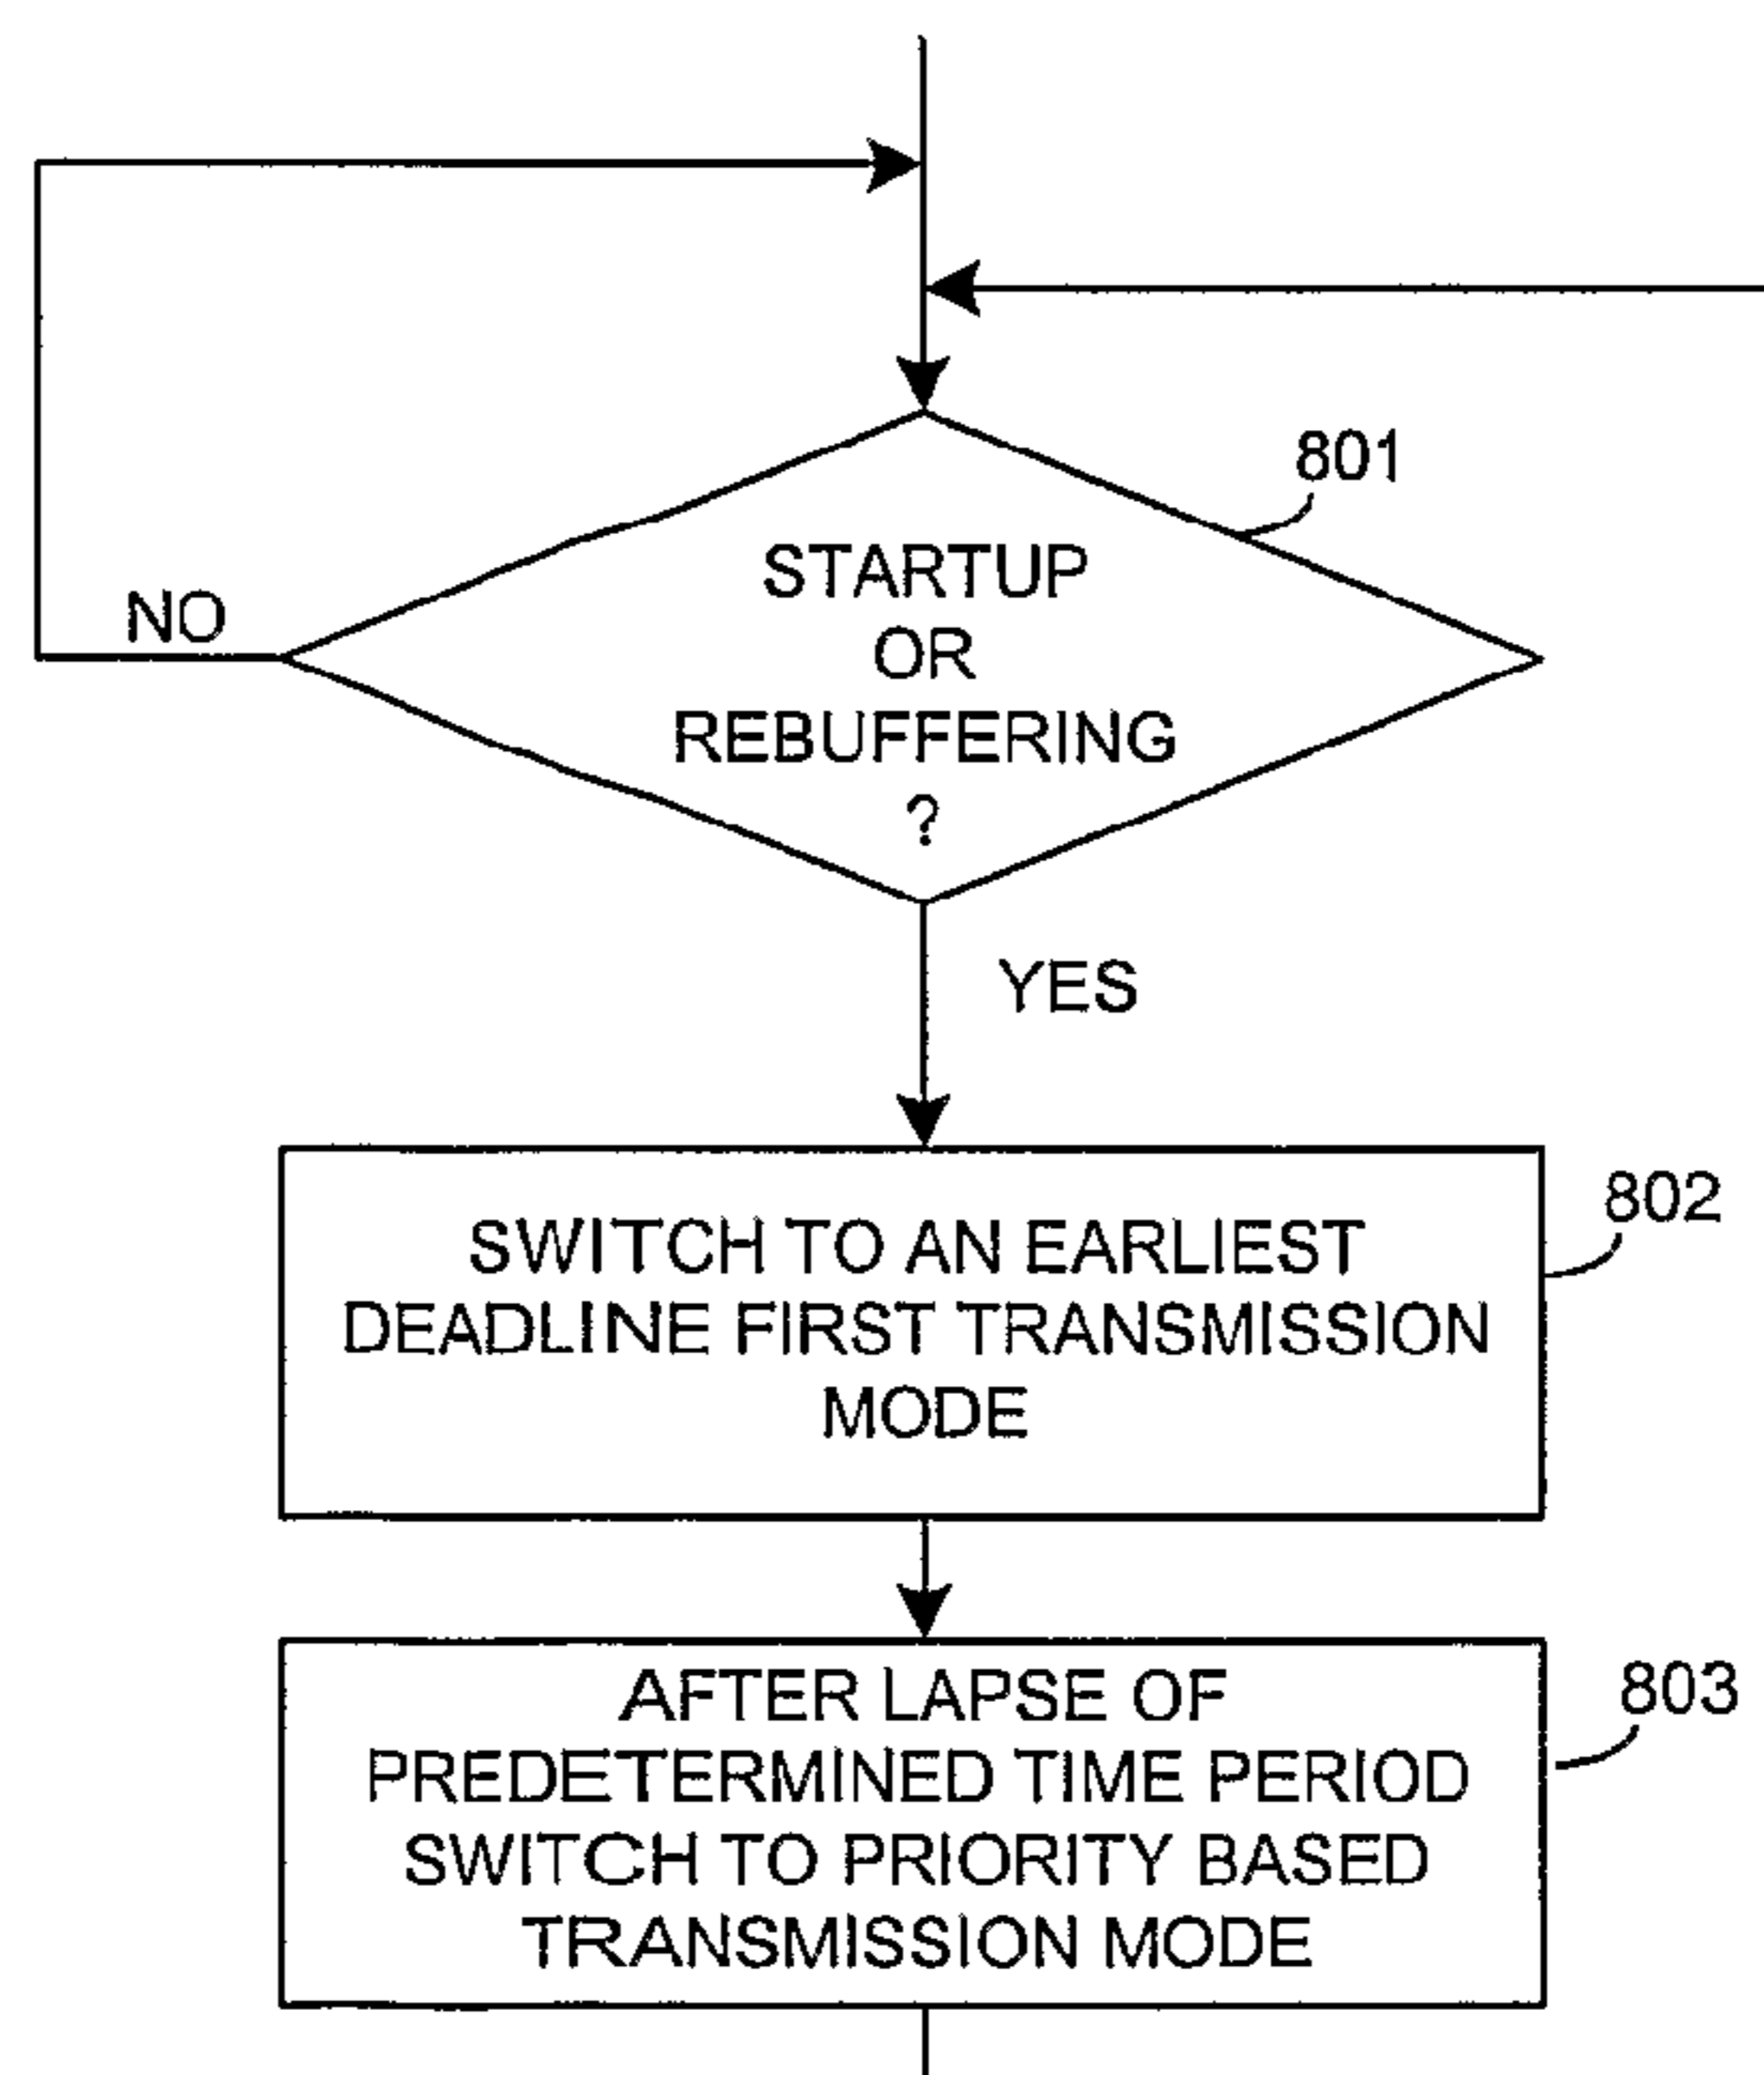 801
STARTUP
OR
REBUFFERING
?
NO
YES
802
SWITCH TO AN EARLIEST
DEADLINE FIRST TRANSMISSION
MODE
803
AFTER LAPSE OF
PREDETERMINED TIME PERIOD
SWITCH TO PRIORITY BASED
TRANSMISSION MODE